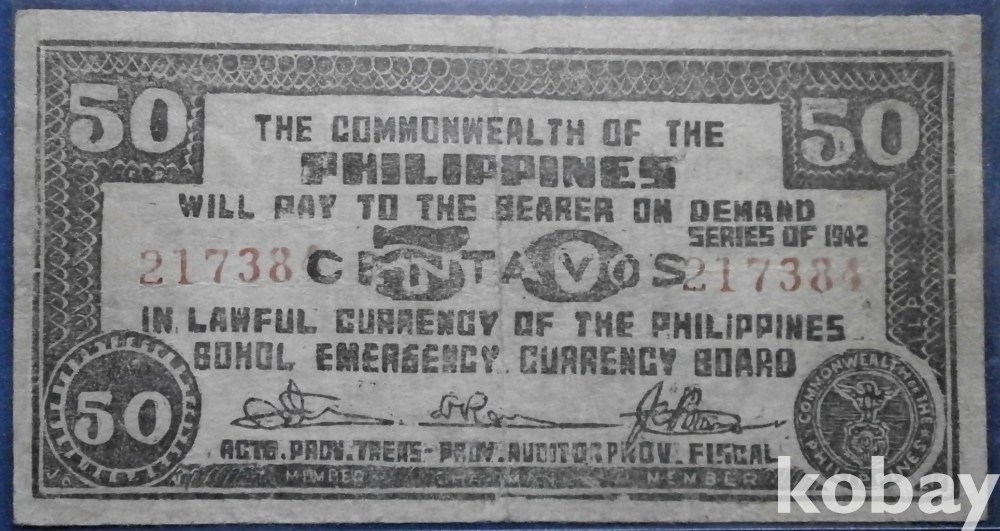 50 50
THE COMMONWEALTH OF THE
PHILIPPINES
WILL PAY TO THE BEARER ON DEMAND
SERIES OF 1942
217384 CENTAVOS 217384
IN LAWFUL CURRENCY OF THE PHILIPPINES
BOHOL EMERGENCY CURRENCY BOARD
50
COMMONWEALTH OF THE PHILIPPINES
ACTG. PROV. TREAS- PROV. AUDITOR PROV. FISCAL
MEMBER CHAIRMAN MEMBER
kobay